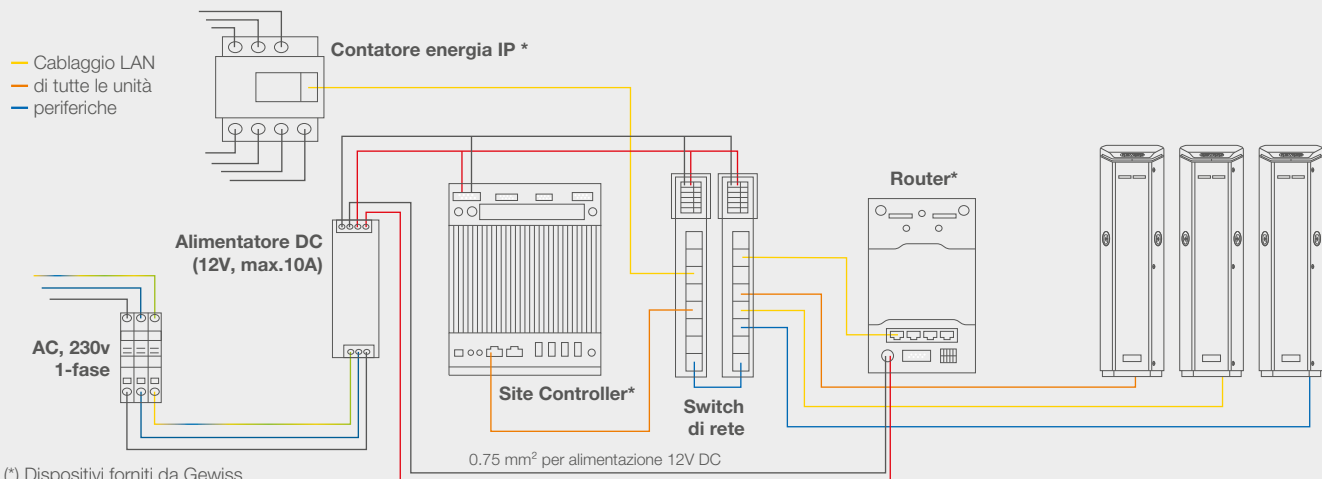 Contatore energia IP *
Cablaggio LAN
di tutte le unità
periferiche
Router*
Alimentatore DC
(12V, max.10A)
AC, 230v
1-fase
Site Controller*
Switch
di rete
0.75 mm² per alimentazione 12V DC
(*) Dispositivi forniti da Gewiss